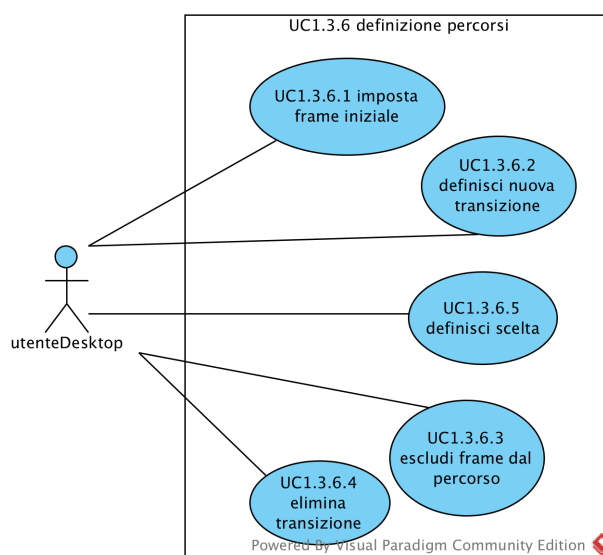 UC1.3.6 definizione percorsi
UC1.3.6.1 imposta
frame iniziale
UC1.3.6.2
definisci nuova
transizione
UC1.3.6.5
definisci scelta
utenteDesktop
UC1.3.6.3
escludi frame dal
percorso
UC1.3.6.4
elimina
transizione
Powered By Visual Paradigm Community Edition